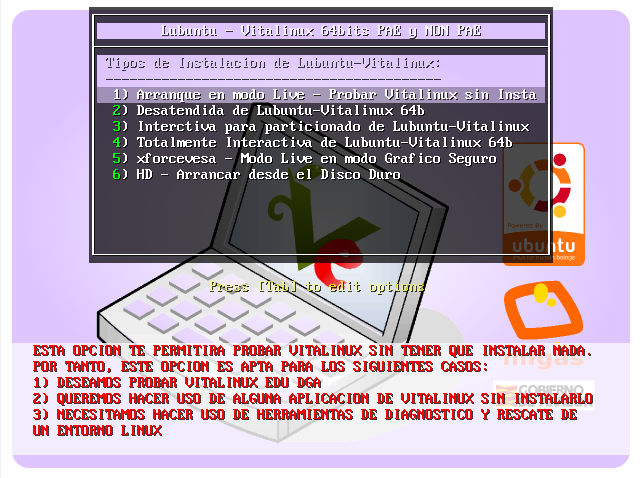 Lubuntu - Vitalinux 64bits PAE y NON PAE
Tipos de Instalacion de Lubuntu-Vitalinux:
------------------------------------------
1) Arranque en modo Live - Probar Vitalinux sin Insta
2) Desatendida de Lubuntu-Vitalinux 64b
3) Interctiva para particionado de Lubuntu-Vitalinux
4) Totalmente Interactiva de Lubuntu-Vitalinux 64b
5) xforcevesa - Modo Live en modo Grafico Seguro
6) HD - Arrancar desde el Disco Duro
Powered By
ubuntu
Press [Tab] to edit options
ESTA OPCION TE PERMITIRA PROBAR VITALINUX SIN TENER QUE INSTALAR NADA.
POR TANTO, ESTE OPCION ES APTA PARA LOS SIGUIENTES CASOS:
1) DESEAMOS PROBAR VITALINUX EDU DGA
2) QUEREMOS HACER USO DE ALGUNA APLICACION DE VITALINUX SIN INSTALARLO
3) NECESITAMOS HACER USO DE HERRAMIENTAS DE DIAGNOSTICO Y RESCATE DE
UN ENTORNO LINUX
GOBIERNO